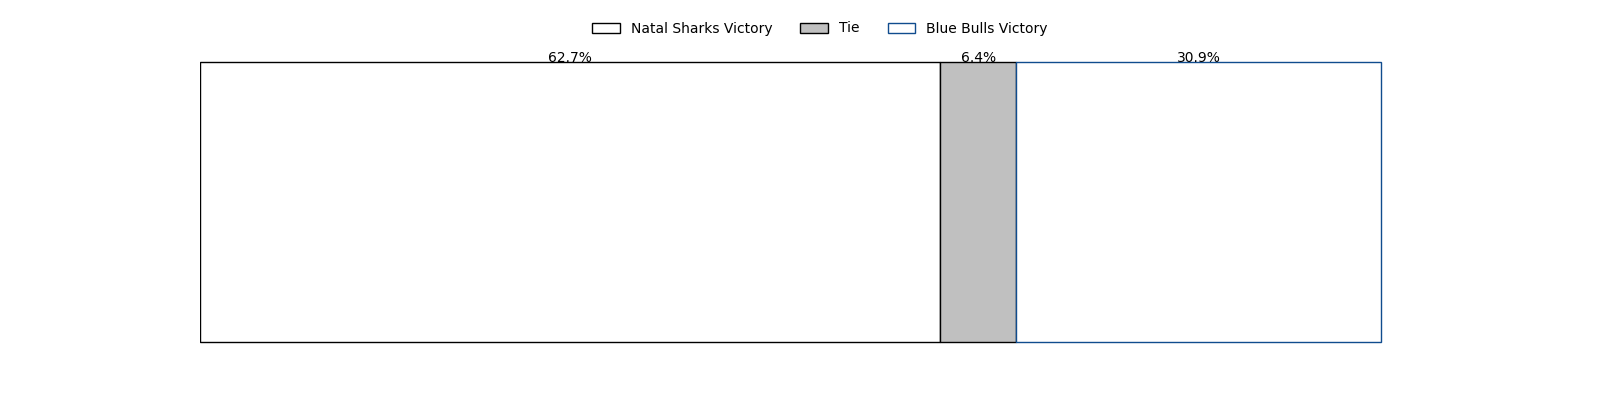 Natal Sharks Victory Tie Blue Bulls Victory
62.7% 6.4% 30.9%